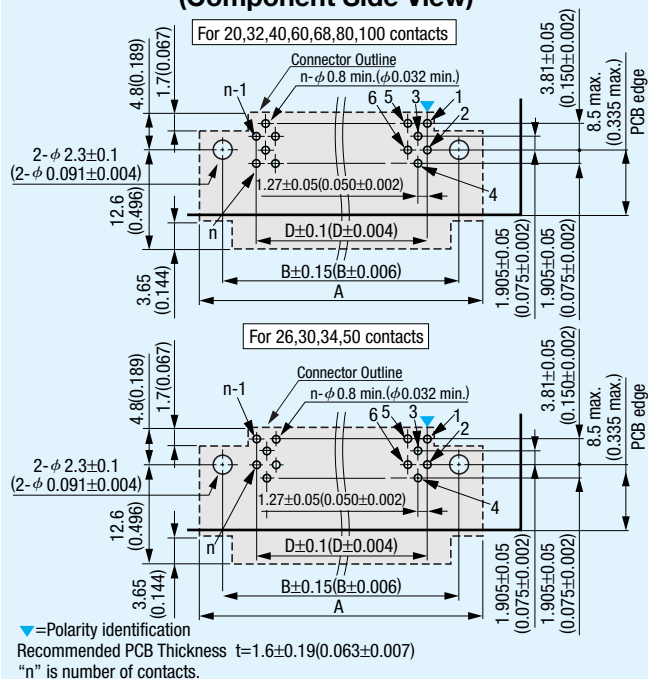 (Component Side View)
For 20,32,40,60,68,80,100 contacts
Connector Outline
n-ϕ 0.8 min.(ϕ0.032 min.)
n-1
6
5
3
1
2
4
n
4.8(0.189)
1.7(0.067)
2-ϕ 2.3±0.1
(2-ϕ 0.091±0.004)
12.6
(0.496)
3.65
(0.144)
1.27±0.05(0.050±0.002)
D±0.1(D±0.004)
B±0.15(B±0.006)
A
3.81±0.05
(0.150±0.002)
8.5 max.
(0.335 max.)
PCB edge
1.905±0.05
(0.075±0.002)
1.905±0.05
(0.075±0.002)
For 26,30,34,50 contacts
Connector Outline
n-ϕ 0.8 min.(ϕ0.032 min.)
n-1
6
5
3
1
2
4
n
4.8(0.189)
1.7(0.067)
2-ϕ 2.3±0.1
(2-ϕ 0.091±0.004)
12.6
(0.496)
3.65
(0.144)
1.27±0.05(0.050±0.002)
D±0.1(D±0.004)
B±0.15(B±0.006)
A
3.81±0.05
(0.150±0.002)
8.5 max.
(0.335 max.)
PCB edge
1.905±0.05
(0.075±0.002)
1.905±0.05
(0.075±0.002)
▼=Polarity identification
Recommended PCB Thickness t=1.6±0.19(0.063±0.007)
“n” is number of contacts.